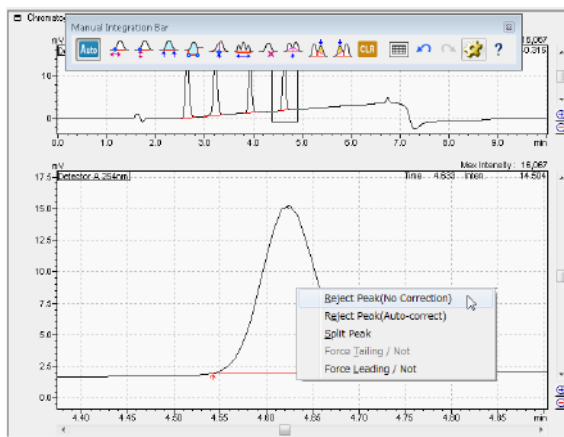 Chromatog
Manual Integration Bar
mV
16,067
Auto
CLR
?
-0.316
10
0
0.0 1.0 2.0 3.0 4.0 5.0 6.0 7.0 8.0 9.0 min
mV
Max Intensity : 16,067
17.5
Detector A 254nm
Time 4.633 Inten. 14.504
15.0
12.5
10.0
7.5
5.0
2.5
0.0
Reject Peak(No Correction)
Reject Peak(Auto-correct)
Split Peak
Force Tailing / Not
Force Leading / Not
4.40 4.45 4.50 4.55 4.60 4.65 4.70 4.75 4.80 4.85 min